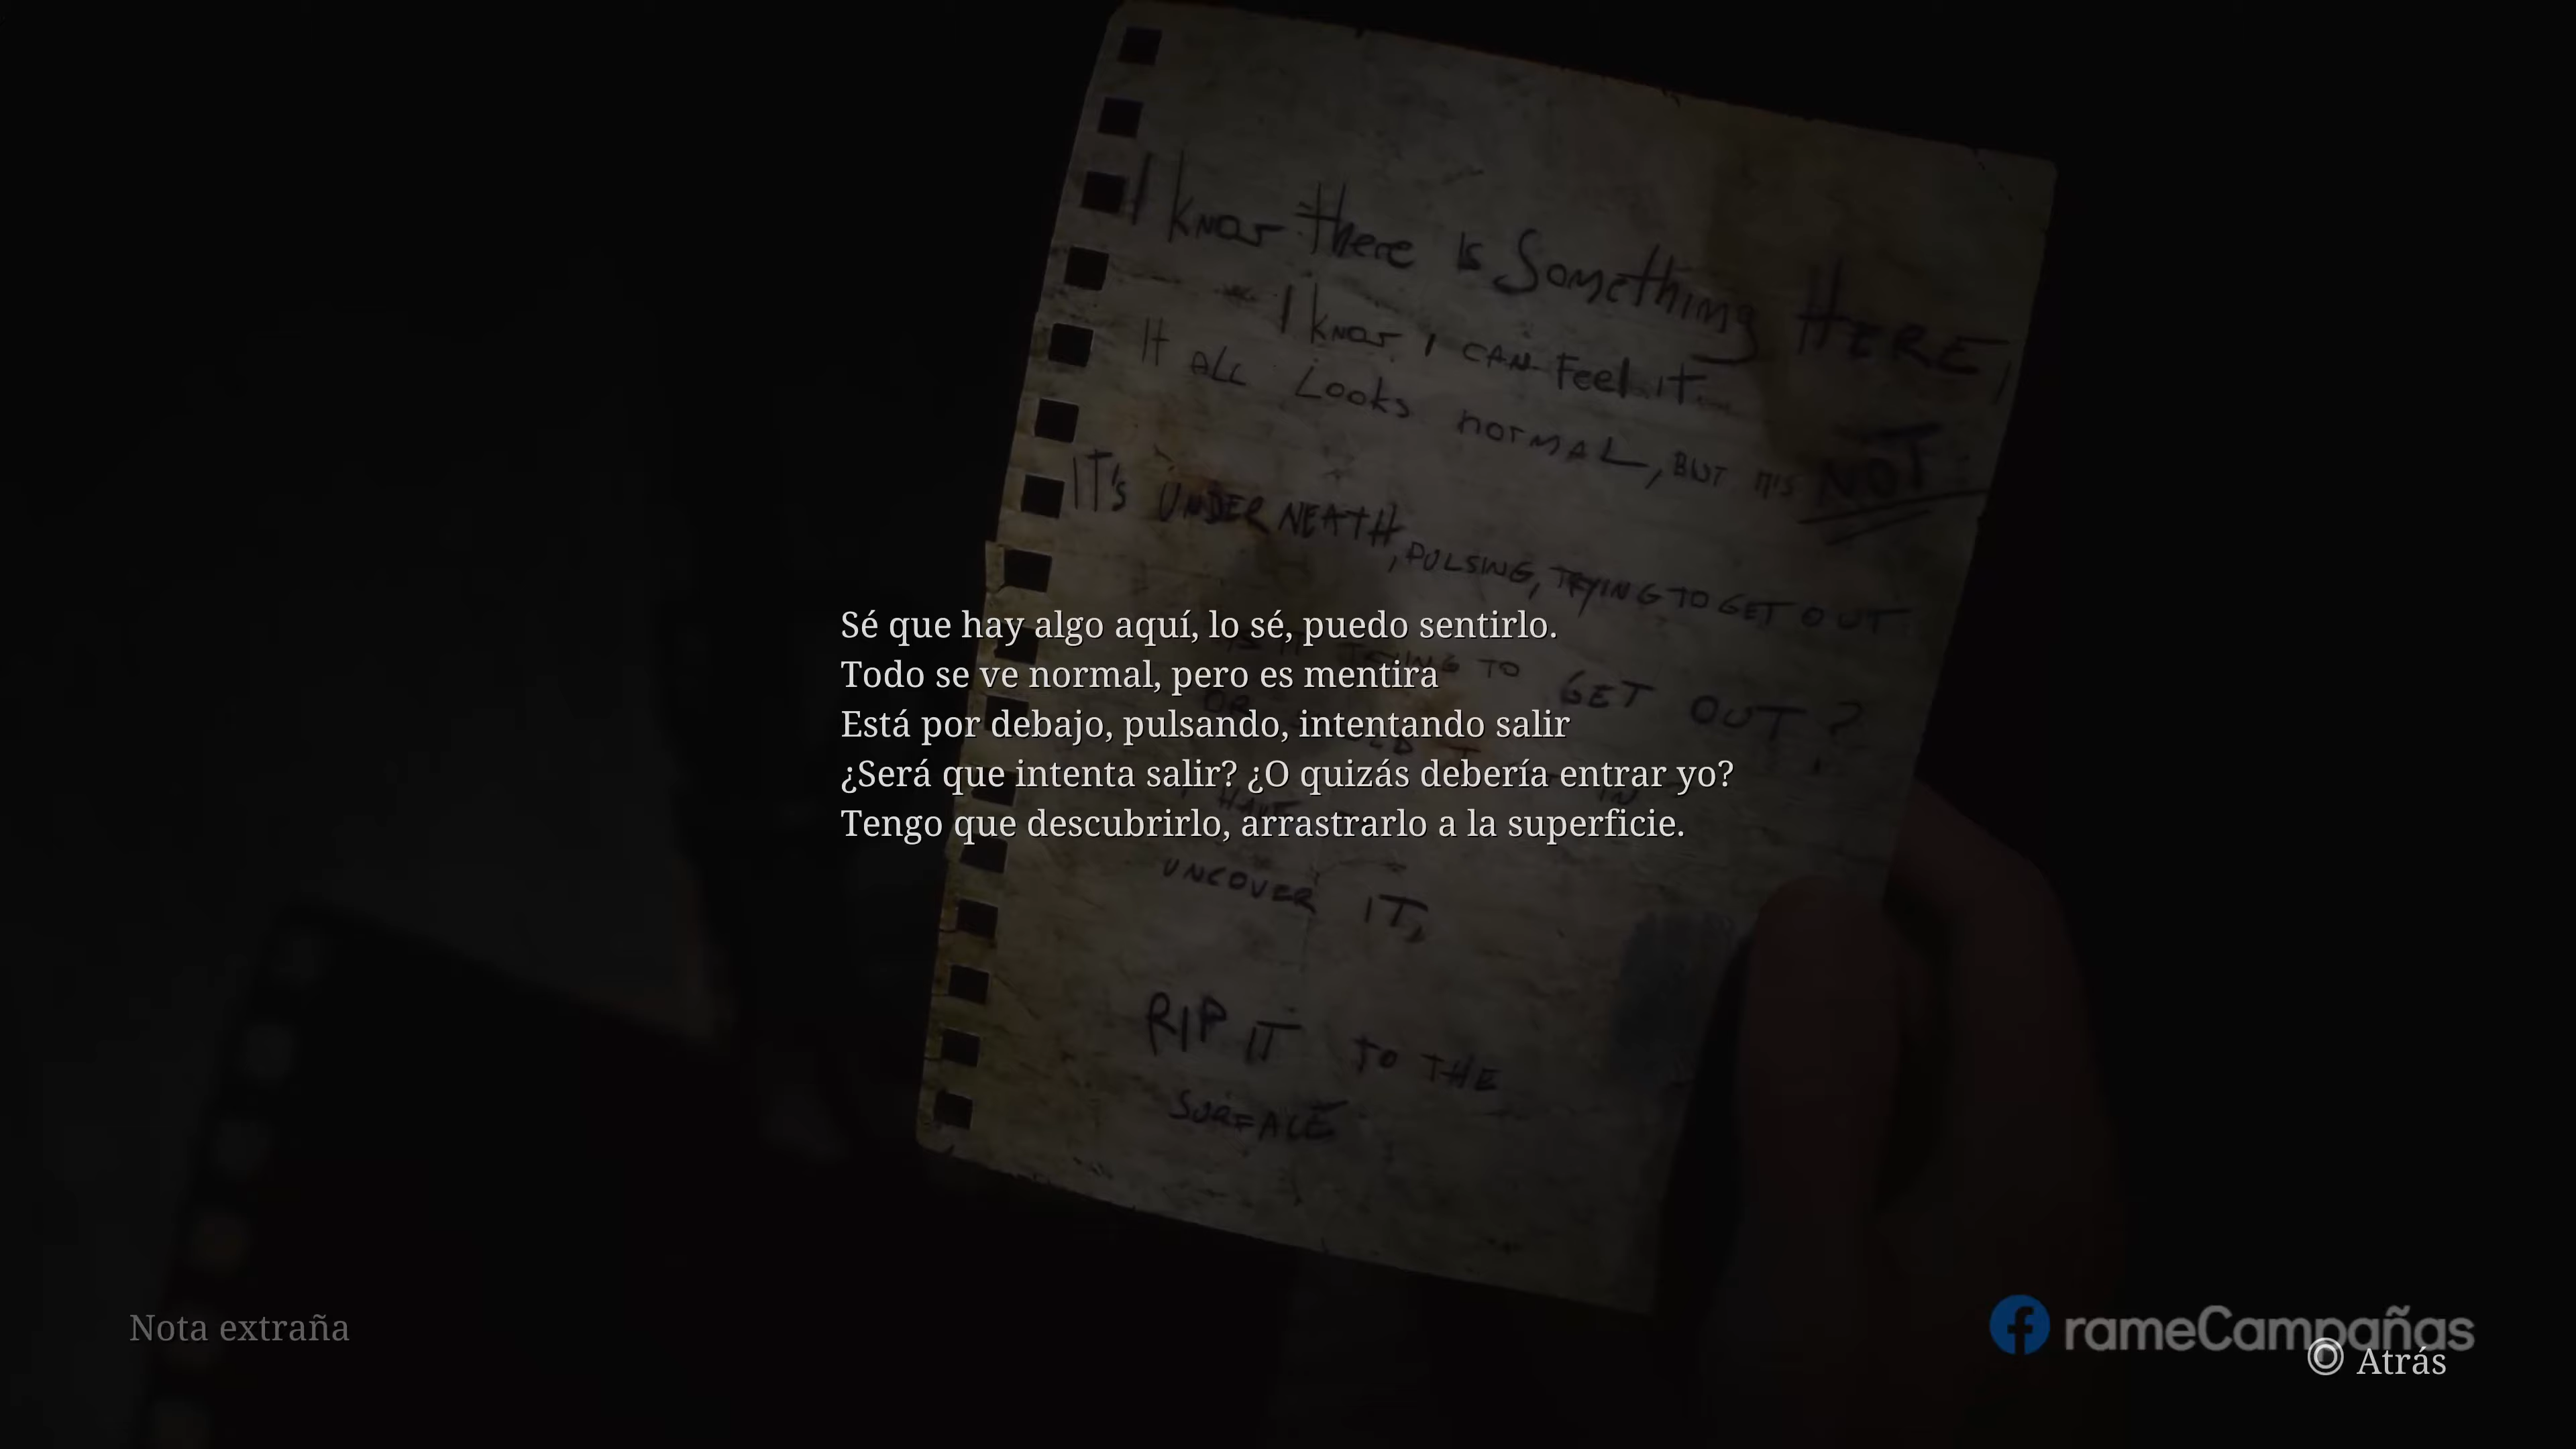 I know there is Something HERE,
I know I CAN Feel IT...
It ALL Looks normAL, BUT IT'S NOT
IT'S UNDERNEATH, PULSING, TRYING TO GET OUT
TO GET OUT?
UNCOVER IT,
RIP IT TO THE
SURFACE
Sé que hay algo aquí, lo sé, puedo sentirlo.
Todo se ve normal, pero es mentira
Está por debajo, pulsando, intentando salir
¿Será que intenta salir? ¿O quizás debería entrar yo?
Tengo que descubrirlo, arrastrarlo a la superficie.
Nota extraña
rameCampañas
Atrás